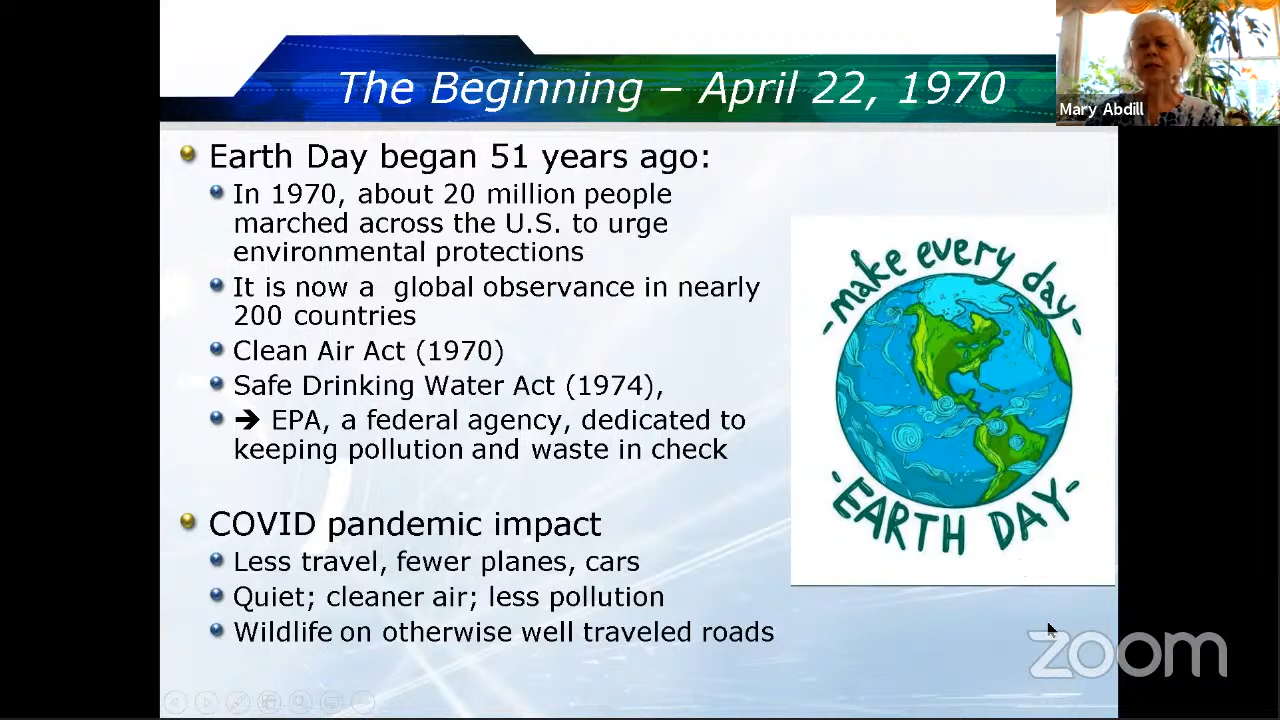 The Beginning – April 22, 1970
Mary Abdill
Earth Day began 51 years ago:
In 1970, about 20 million people
marched across the U.S. to urge
environmental protections
It is now a  global observance in nearly
200 countries
Clean Air Act (1970)
Safe Drinking Water Act (1974),
➔ EPA, a federal agency, dedicated to
keeping pollution and waste in check
COVID pandemic impact
Less travel, fewer planes, cars
Quiet; cleaner air; less pollution
Wildlife on otherwise well traveled roads
-make every day-
-EARTH DAY-
zoom